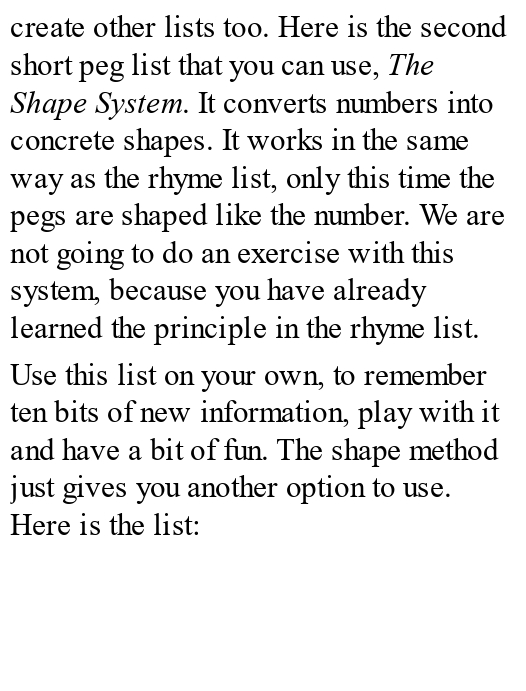 create other lists too. Here is the second
short peg list that you can use, The
Shape System. It converts numbers into
concrete shapes. It works in the same
way as the rhyme list, only this time the
pegs are shaped like the number. We are
not going to do an exercise with this
system, because you have already
learned the principle in the rhyme list.
Use this list on your own, to remember
ten bits of new information, play with it
and have a bit of fun. The shape method
just gives you another option to use.
Here is the list: